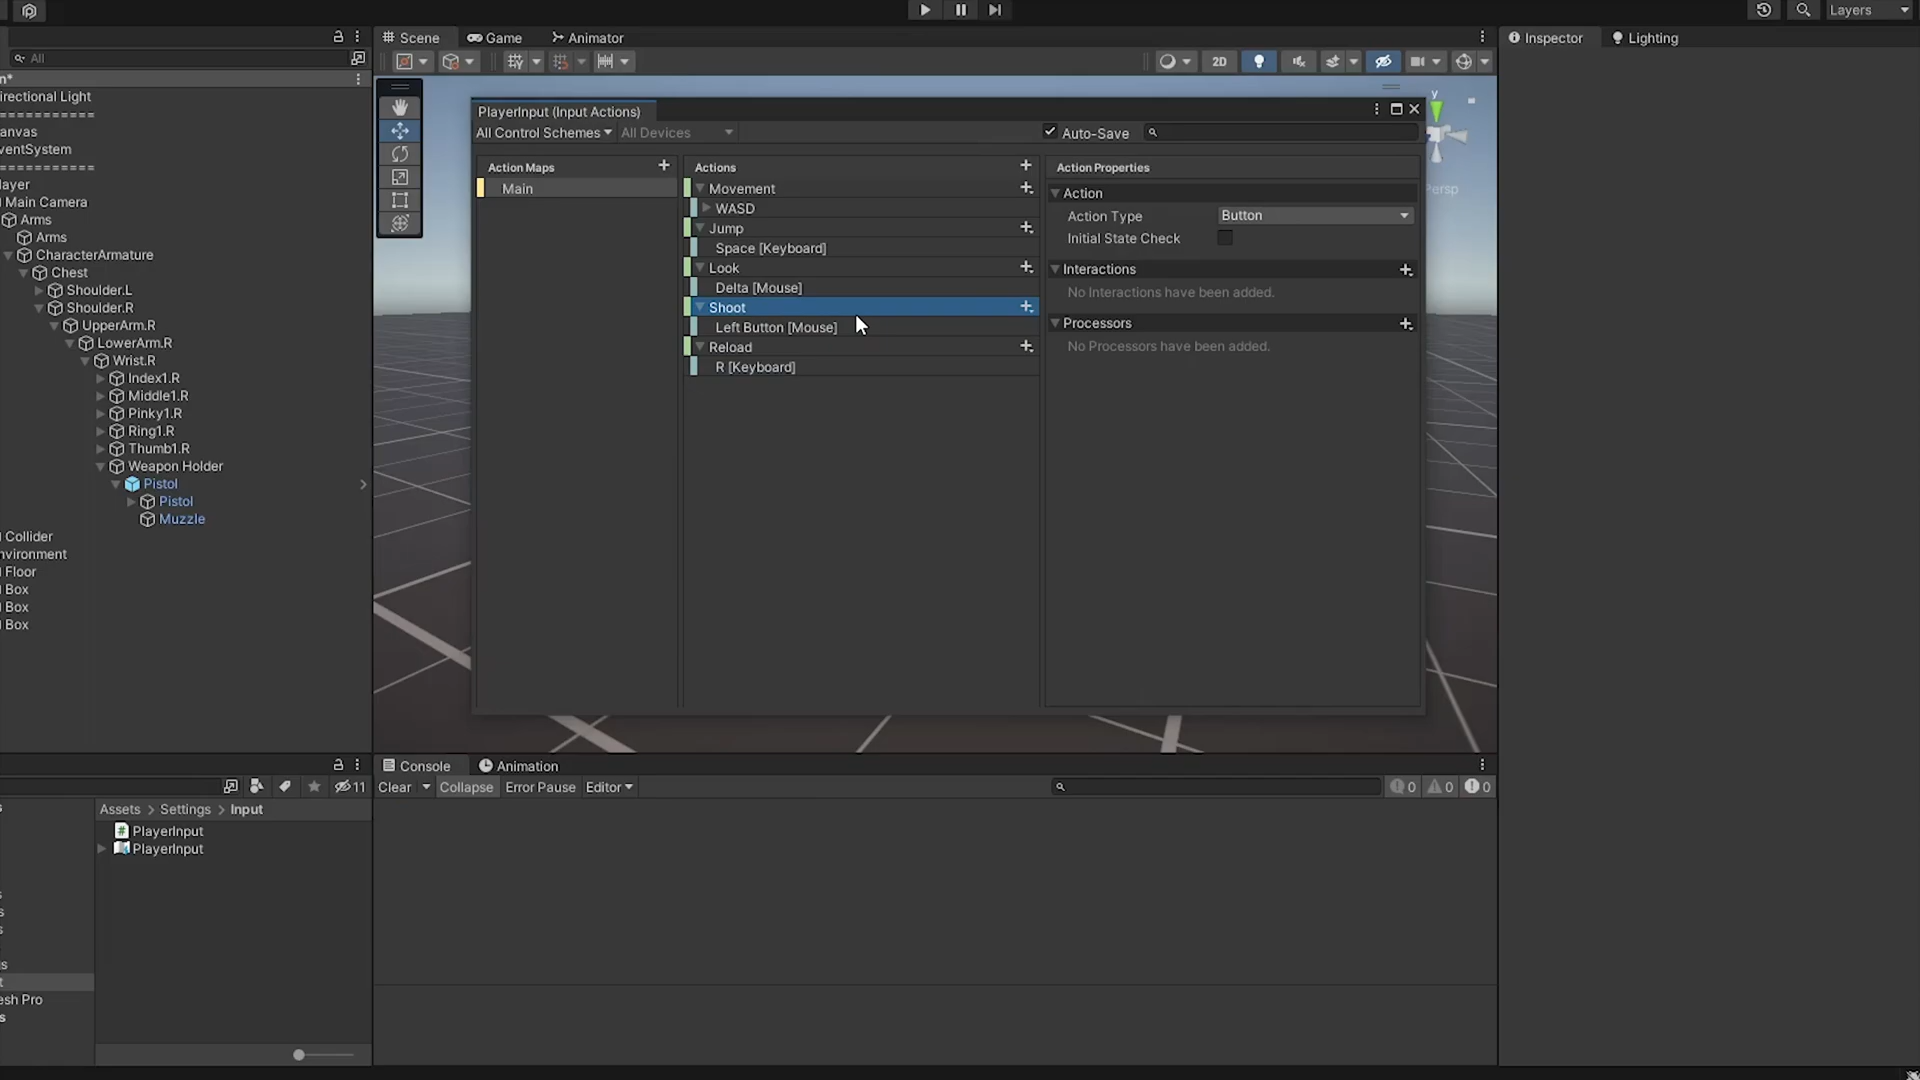 Layers
All
Scene
Game
Animator
Inspector
Lighting
2D
n*
irectional Light
===========
anvas
ventSystem
===========
layer
Main Camera
Arms
Arms
CharacterArmature
Chest
Shoulder.L
Shoulder.R
UpperArm.R
LowerArm.R
Wrist.R
Index1.R
Middle1.R
Pinky1.R
Ring1.R
Thumb1.R
Weapon Holder
Pistol
Pistol
Muzzle
Collider
nvironment
Floor
Box
Box
Box
PlayerInput (Input Actions)
All Control Schemes
All Devices
Auto-Save
Action Maps
Main
Actions
Movement
WASD
Jump
Space [Keyboard]
Look
Delta [Mouse]
Shoot
Left Button [Mouse]
Reload
R [Keyboard]
Action Properties
Action
Action Type
Button
Initial State Check
Interactions
No Interactions have been added.
Processors
No Processors have been added.
y
Persp
11
Assets > Settings > Input
PlayerInput
PlayerInput
s
s
s
s
is
t
esh Pro
s
Console
Animation
Clear
Collapse
Error Pause
Editor
0
0
0